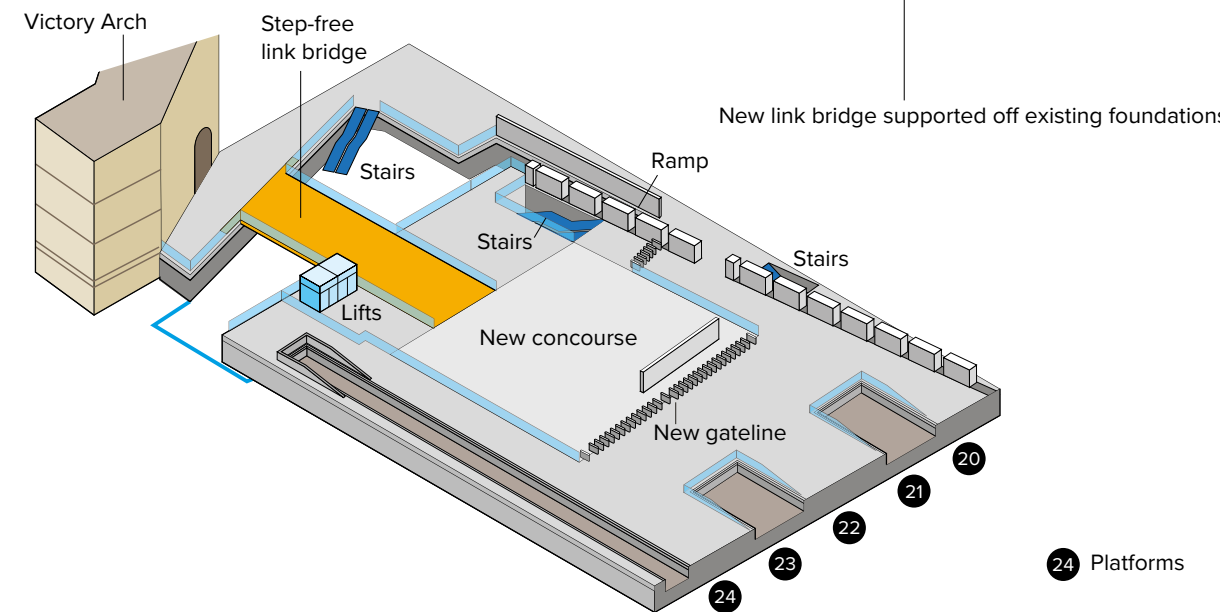 Victory Arch
Step-free
link bridge
New link bridge supported off existing foundations
Ramp
Stairs
Stairs
Stairs
Lifts
New concourse
New gateline
20
21
22
23
24
24 Platforms